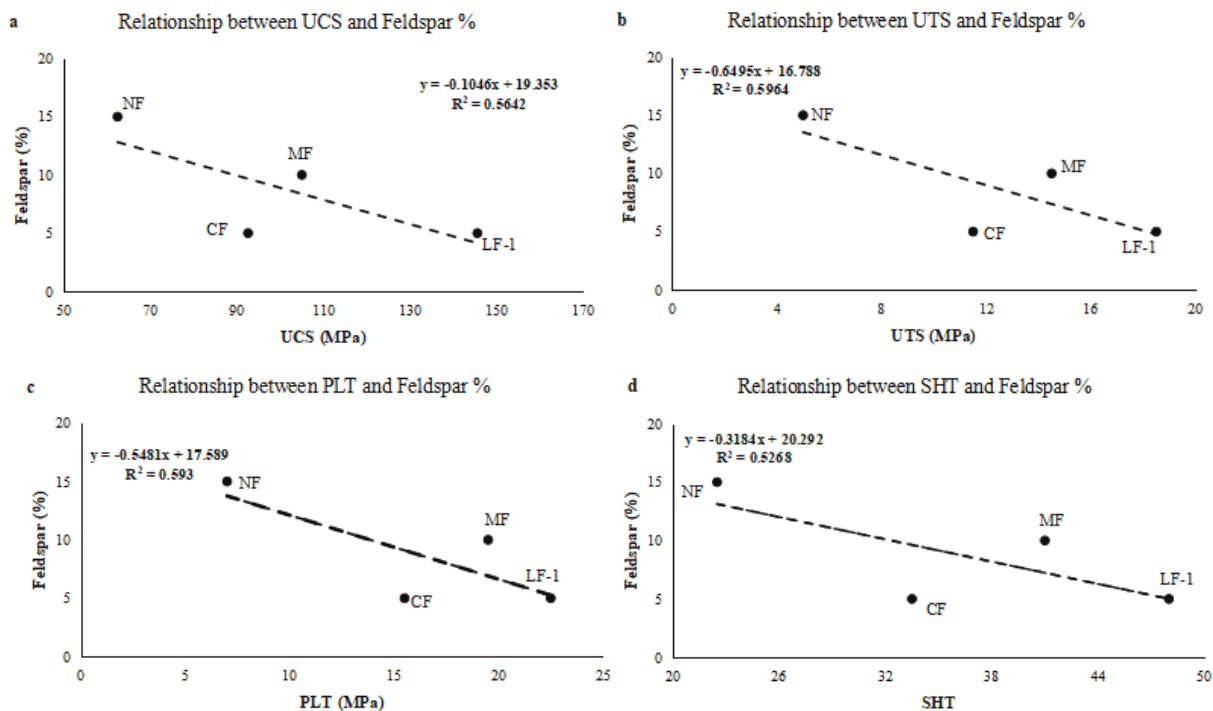 a
Relationship between UCS and Feldspar %
20
15
10
5
0
Feldspar (%)
y = -0.1046x + 19.353
R² = 0.5642
NF
MF
CF
LF-1
50 70 90 110 130 150 170
UCS (MPa)
b
Relationship between UTS and Feldspar %
20
15
10
5
0
Feldspar (%)
y = -0.6495x + 16.788
R² = 0.5964
NF
MF
CF
LF-1
0 4 8 12 16 20
UTS (MPa)
c
Relationship between PLT and Feldspar %
20
15
10
5
0
Feldspar (%)
y = -0.5481x + 17.589
R² = 0.593
NF
MF
LF-1
CF
0 5 10 15 20 25
PLT (MPa)
d
Relationship between SHT and Feldspar %
20
15
10
5
0
Feldspar (%)
y = -0.3184x + 20.292
R² = 0.5268
NF
MF
LF-1
CF
20 26 32 38 44 50
SHT